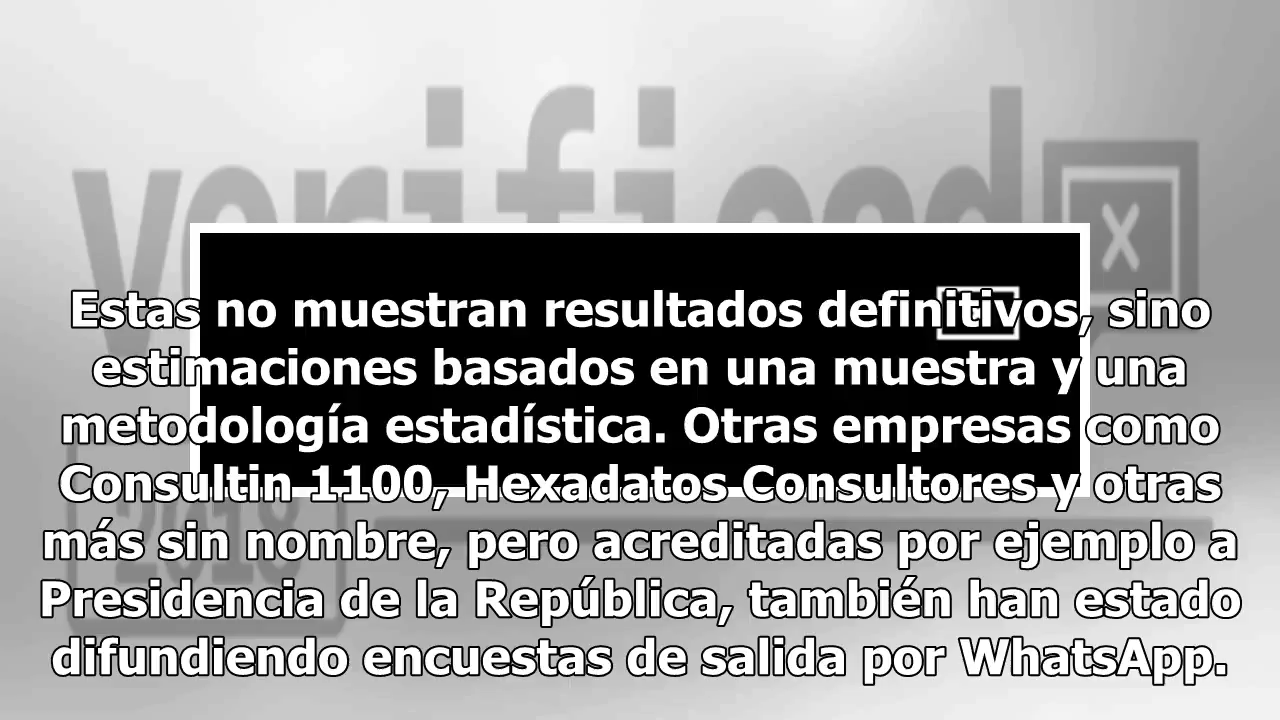 verificad
X
Estas no muestran resultados definitivos, sino
estimaciones basados en una muestra y una
metodología estadística. Otras empresas como
Consultin 1100, Hexadatos Consultores y otras
más sin nombre, pero acreditadas por ejemplo a
Presidencia de la República, también han estado
difundiendo encuestas de salida por WhatsApp.
2018